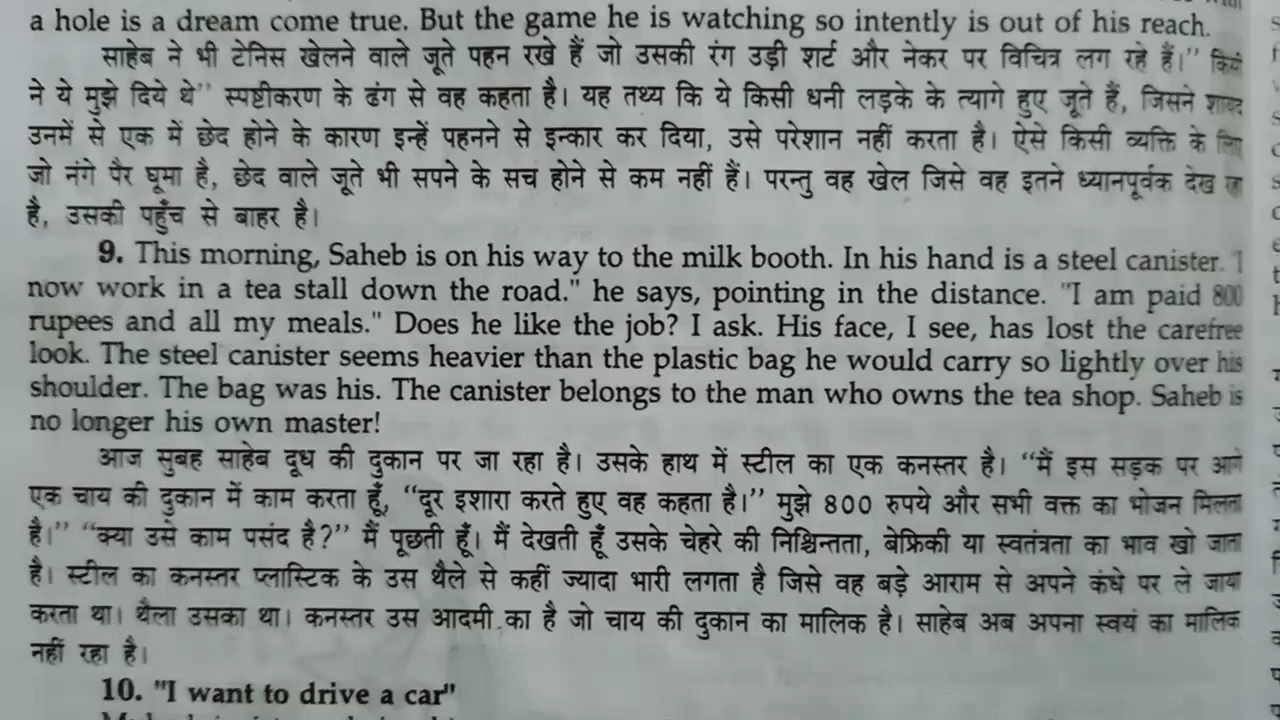 a hole is a dream come true. But the game he is watching so intently is out of his reach.
साहेब ने भी टेनिस खेलने वाले जूते पहन रखे हैं जो उसकी रंग उड़ी शर्ट और नेकर पर विचित्र लग रहे हैं।"
ने ये मुझे दिये थे" स्पष्टीकरण के ढंग से वह कहता है। यह तथ्य कि ये किसी धनी लड़के के त्यागे हुए जूते हैं, जिसने शायद
उनमें से एक में छेद होने के कारण इन्हें पहनने से इन्कार कर दिया, उसे परेशान नहीं करता है। ऐसे किसी व्यक्ति के लिए
जो नंगे पैर घूमा है, छेद वाले जूते भी सपने के सच होने से कम नहीं हैं। परन्तु वह खेल जिसे वह इतने ध्यानपूर्वक देख रहा
है, उसकी पहुँच से बाहर है।
9. This morning, Saheb is on his way to the milk booth. In his hand is a steel canister. "I
now work in a tea stall down the road." he says, pointing in the distance. "I am paid 800
rupees and all my meals." Does he like the job? I ask. His face, I see, has lost the carefree
look. The steel canister seems heavier than the plastic bag he would carry so lightly over his
shoulder. The bag was his. The canister belongs to the man who owns the tea shop. Saheb is
no longer his own master!
आज सुबह साहेब दूध की दुकान पर जा रहा है। उसके हाथ में स्टील का एक कनस्तर है। "मैं इस सड़क पर आगे
एक चाय की दुकान में काम करता हूँ, "दूर इशारा करते हुए वह कहता है।" मुझे 800 रुपये और सभी वक्त का भोजन मिलता
है।" "क्या उसे काम पसंद है?" मैं पूछती हूँ। मैं देखती हूँ उसके चेहरे की निश्चिन्तता, बेफ्रिकी या स्वतंत्रता का भाव खो जाता
है। स्टील का कनस्तर प्लास्टिक के उस थैले से कहीं ज्यादा भारी लगता है जिसे वह बड़े आराम से अपने कंधे पर ले जाया
करता था। थैला उसका था। कनस्तर उस आदमी का है जो चाय की दुकान का मालिक है। साहेब अब अपना स्वयं का मालिक
नहीं रहा है।
10. "I want to drive a car"